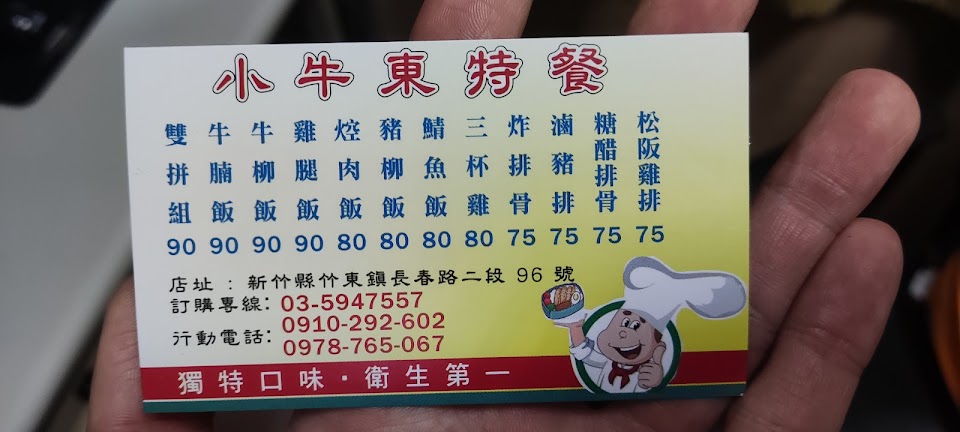 小牛東特餐
松阪雞排 75
糖醋排骨 75
滷豬排 75
炸排骨 75
三杯雞 80
鯖魚飯 80
豬柳飯 80
焢肉飯 80
雞腿飯 90
牛柳飯 90
牛腩飯 90
雙拼組 90
店址：新竹縣竹東鎮長春路二段 96 號
訂購專線: 03-5947557
行動電話: 0910-292-602
0978-765-067
獨特口味·衛生第一